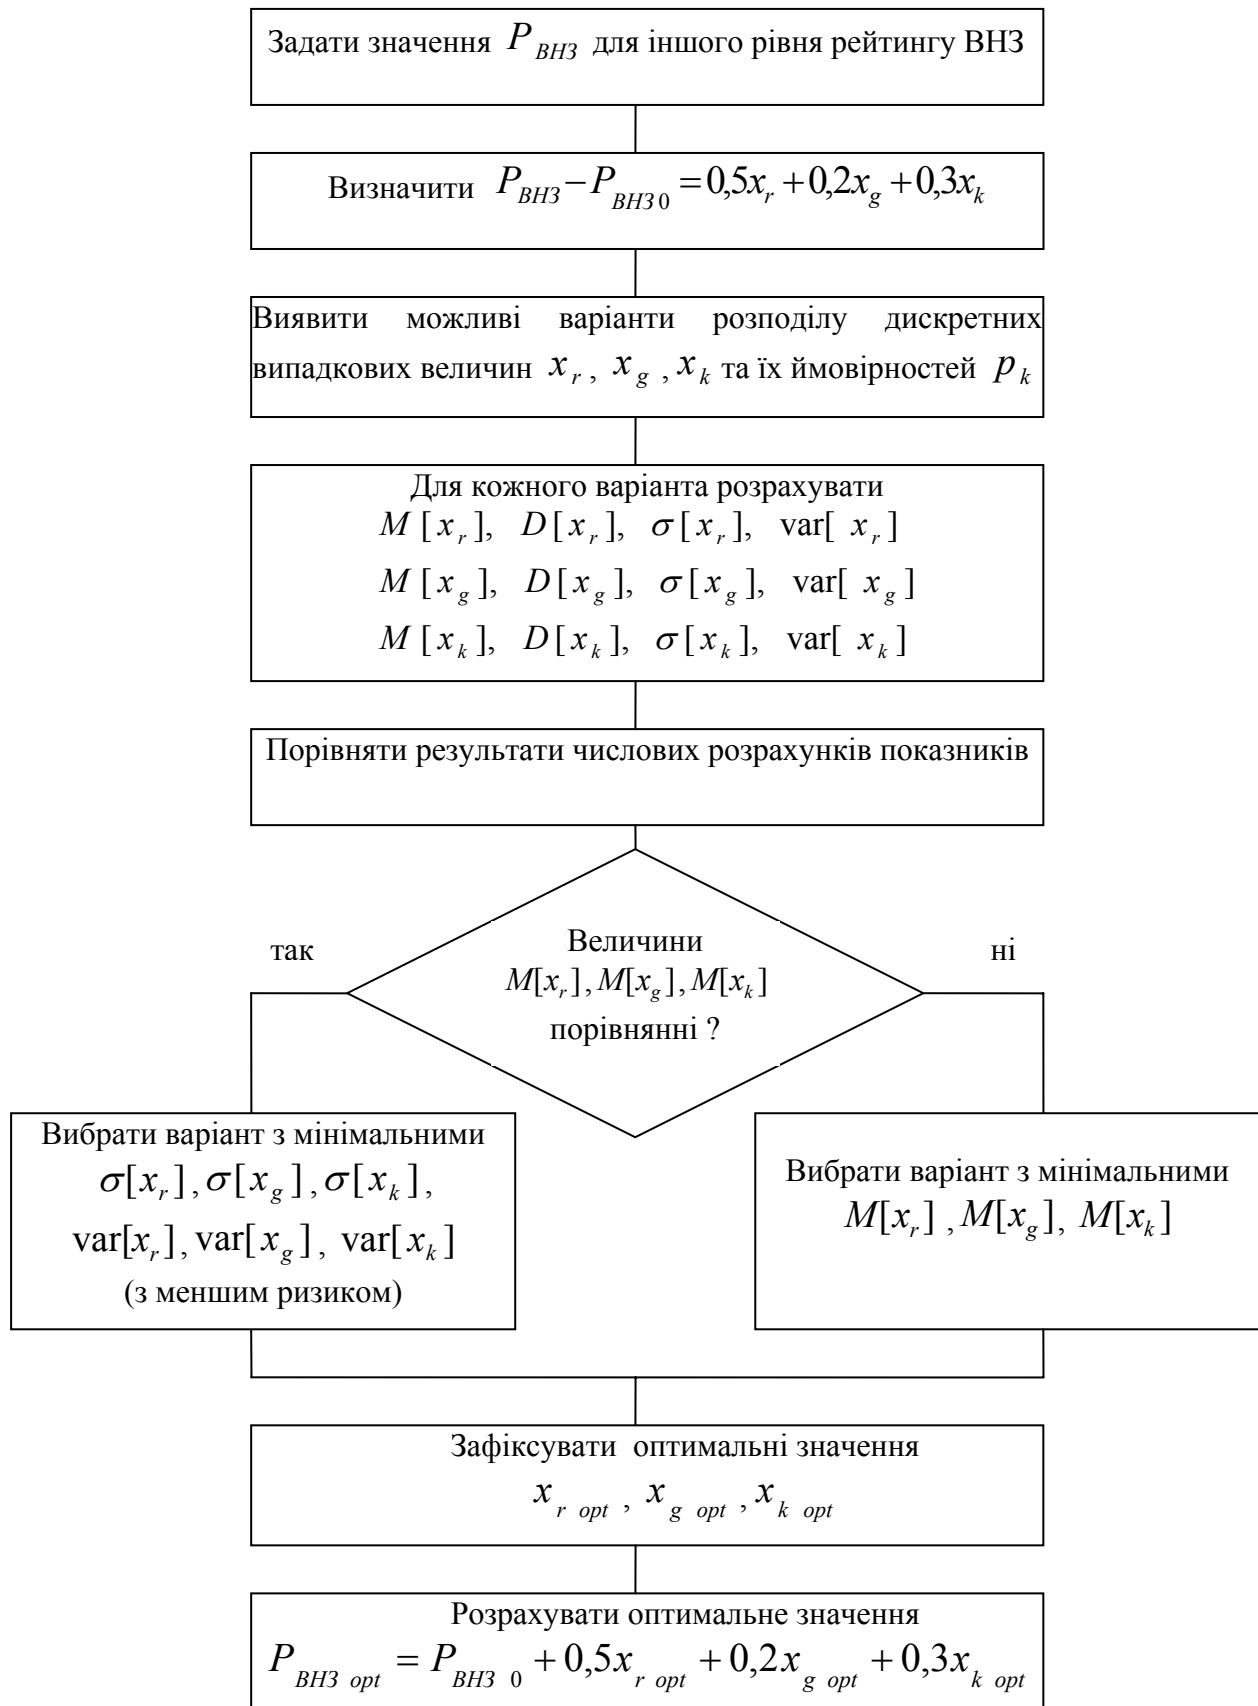 Задати значення P_ВНЗ для іншого рівня рейтингу ВНЗ
Визначити P_ВНЗ − P_ВНЗ 0 = 0,5x_r + 0,2x_g + 0,3x_k
Виявити можливі варіанти розподілу дискретних
випадкових величин x_r , x_g , x_k та їх ймовірностей p_k
Для кожного варіанта розрахувати
M [x_r], D[x_r], σ[x_r], var[ x_r]
M [x_g], D[x_g], σ[x_g], var[ x_g]
M [x_k], D[x_k], σ[x_k], var[ x_k]
Порівняти результати числових розрахунків показників
так
ні
Величини
M[x_r], M[x_g], M[x_k]
порівнянні ?
Вибрати варіант з мінімальними
σ[x_r], σ[x_g], σ[x_k],
var[x_r], var[x_g], var[x_k]
(з меншим ризиком)
Вибрати варіант з мінімальними
M[x_r] , M[x_g], M[x_k]
Зафіксувати оптимальні значення
x_r opt , x_g opt , x_k opt
Розрахувати оптимальне значення
P_ВНЗ opt = P_ВНЗ 0 + 0,5x_r opt + 0,2x_g opt + 0,3x_k opt